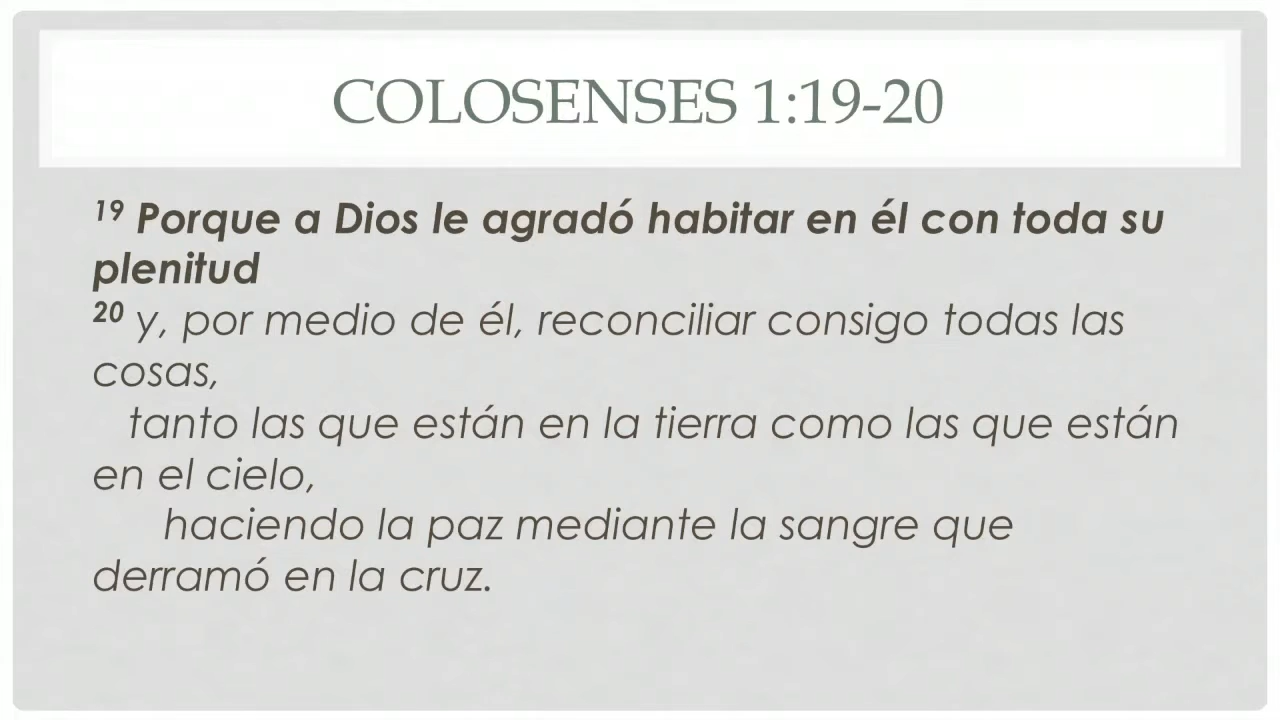 COLOSENSES 1:19-20
19 Porque a Dios le agradó habitar en él con toda su
plenitud
20 y, por medio de él, reconciliar consigo todas las
cosas,
tanto las que están en la tierra como las que están
en el cielo,
haciendo la paz mediante la sangre que
derramó en la cruz.